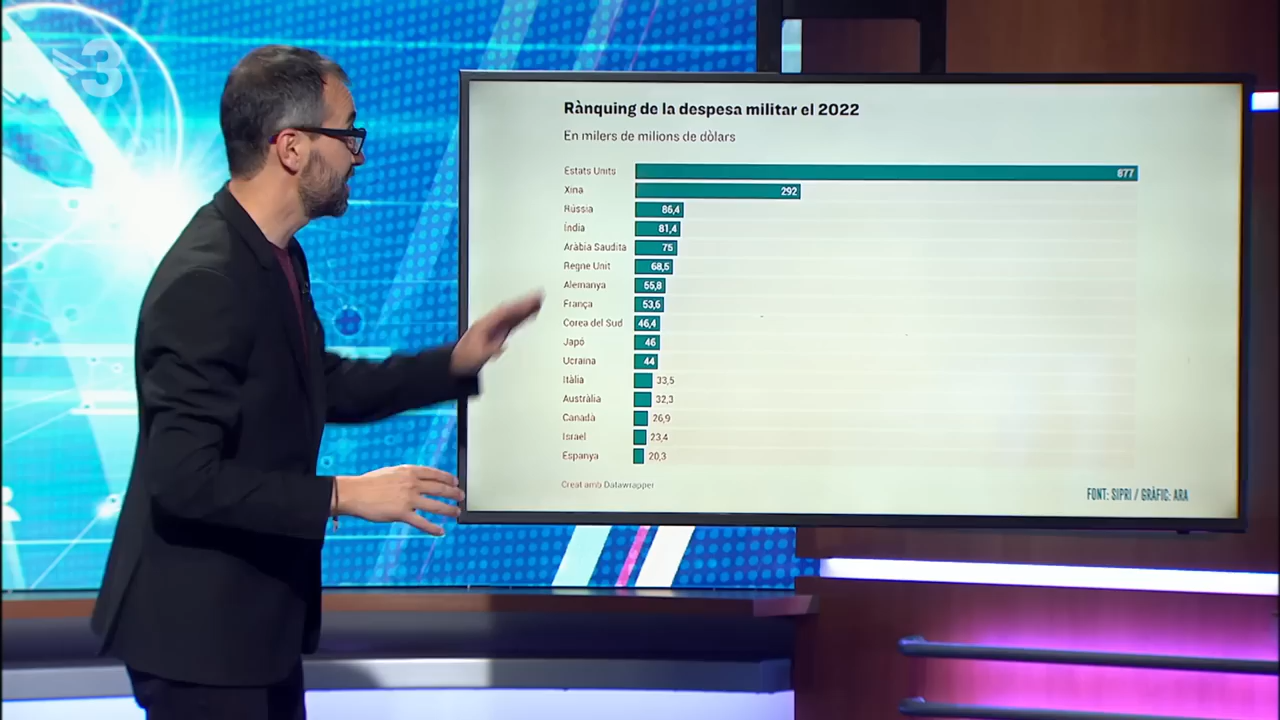 3
Rànquing de la despesa militar el 2022
En milers de milions de dòlars
Estats Units 877
Xina 292
Rússia 86,4
Índia 81,4
Aràbia Saudita 75
Regne Unit 68,5
Alemanya 55,8
França 53,6
Corea del Sud 46,4
Japó 46
Ucraïna 44
Itàlia 33,5
Austràlia 32,3
Canadà 26,9
Israel 23,4
Espanya 20,3
Creat amb Datawrapper
FONT: SIPRI / GRÀFIC: ARA